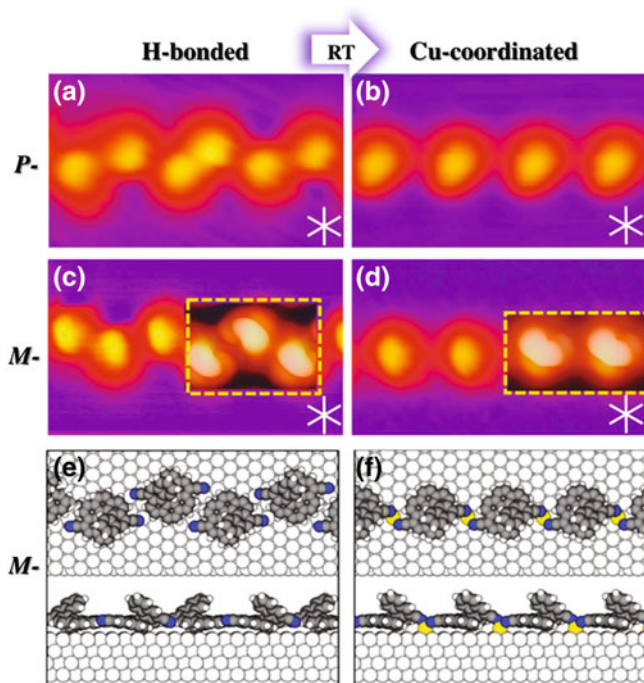 H-bonded RT Cu-coordinated
(a) (b)
P-
(c) (d)
M-
(e) (f)
M-